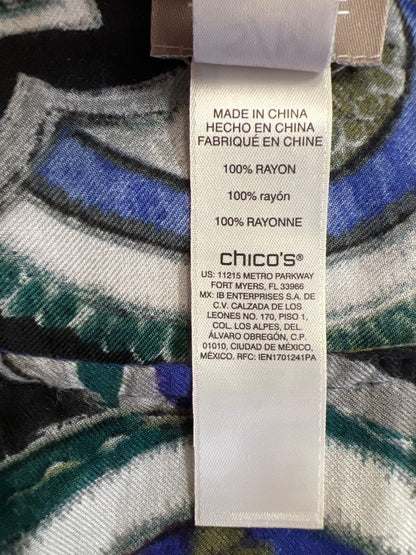 MADE IN CHINA
HECHO EN CHINA
FABRIQUÉ EN CHINE
100% RAYON
100% rayón
100% RAYONNE
chico's®
US: 11215 METRO PARKWAY
FORT MYERS, FL 33966
MX: IB ENTERPRISES S.A. DE
C.V. CALZADA DE LOS
LEONES NO. 170, PISO 1,
COL. LOS ALPES, DEL.
ÁLVARO OBREGÓN, C.P.
01010, CIUDAD DE MÉXICO,
MÉXICO. RFC: IEN1701241PA